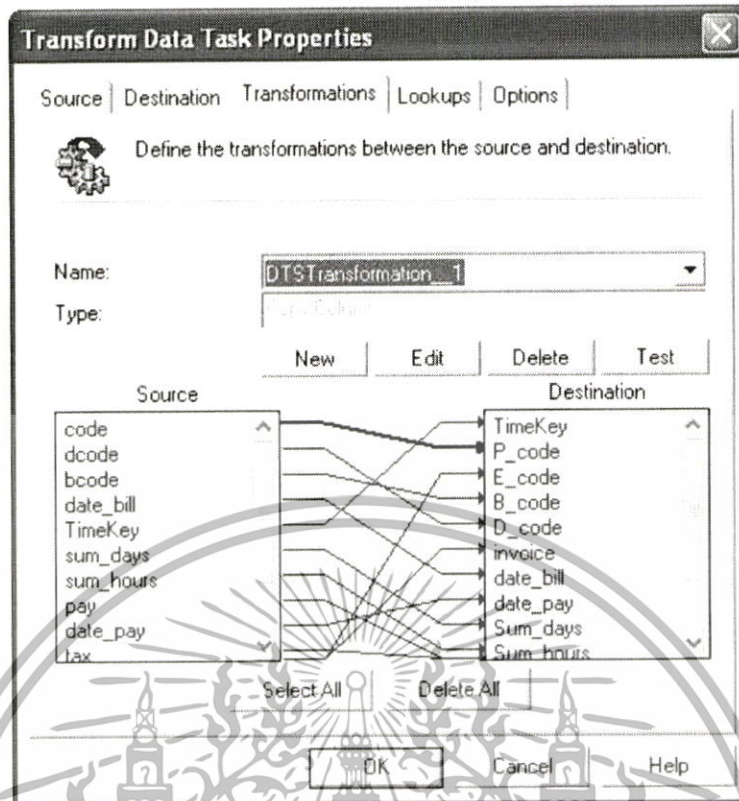 Transform Data Task Properties
Source Destination Transformations Lookups Options
Define the transformations between the source and destination.
Name: DTSTransformation__1
Type:
New Edit Delete Test
Source Destination
code TimeKey
dcode P_code
bcode E_code
date_bill B_code
TimeKey D_code
sum_days invoice
sum_hours date_bill
pay date_pay
date_pay Sum_days
tax Sum_hours
Select All Delete All
OK Cancel Help